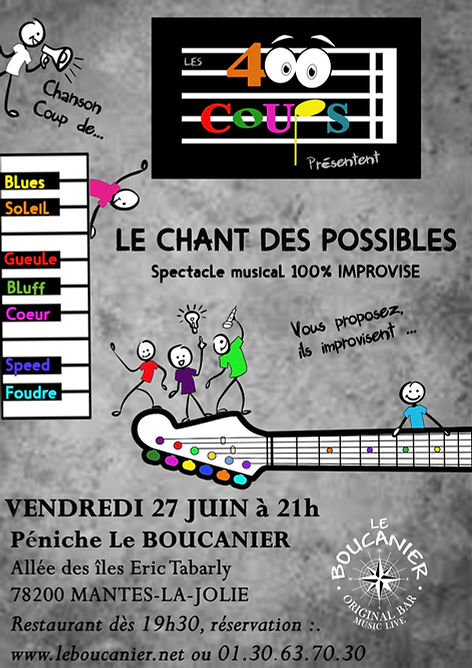 LES
400
COUPS
Présentent
Chanson
Coup de...
BLues
SoLeiL
GueuLe
BLuff
Coeur
Speed
Foudre
LE CHANT DES POSSIBLES
Spectacle musicaL 100% IMPROVISE
Vous proposez,
ils improvisent ...
VENDREDI 27 JUIN à 21h
Péniche Le BOUCANIER
Allée des îles Eric Tabarly
78200 MANTES-LA-JOLIE
Restaurant dès 19h30, réservation :.
www.leboucanier.net ou 01.30.63.70.30
LE
BOUCANIER
ORIGINAL BAR
MUSIC LIVE